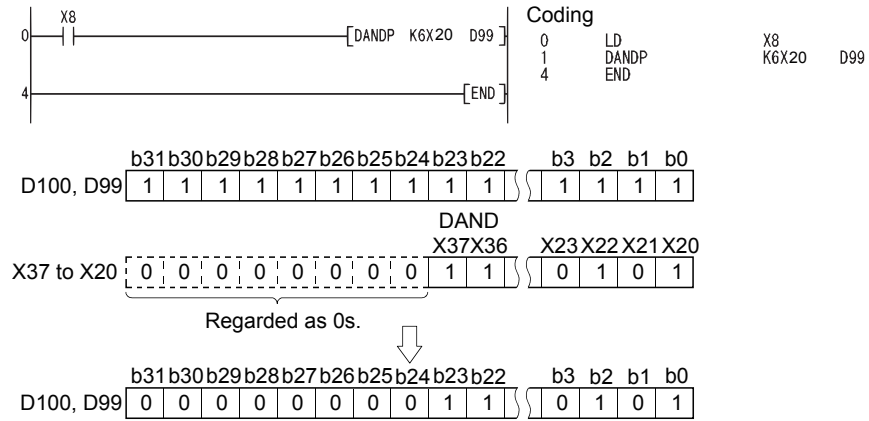 X8
0 [DANDP K6X20 D99]
4 [END]
Coding
0 LD X8
1 DANDP K6X20 D99
4 END
b31 b30 b29 b28 b27 b26 b25 b24 b23 b22 b3 b2 b1 b0
D100, D99 1 1 1 1 1 1 1 1 1 1 1 1 1 1
DAND
X37 X36 X23 X22 X21 X20
X37 to X20 0 0 0 0 0 0 0 0 1 1 0 1 0 1
Regarded as 0s.
b31 b30 b29 b28 b27 b26 b25 b24 b23 b22 b3 b2 b1 b0
D100, D99 0 0 0 0 0 0 0 0 1 1 0 1 0 1